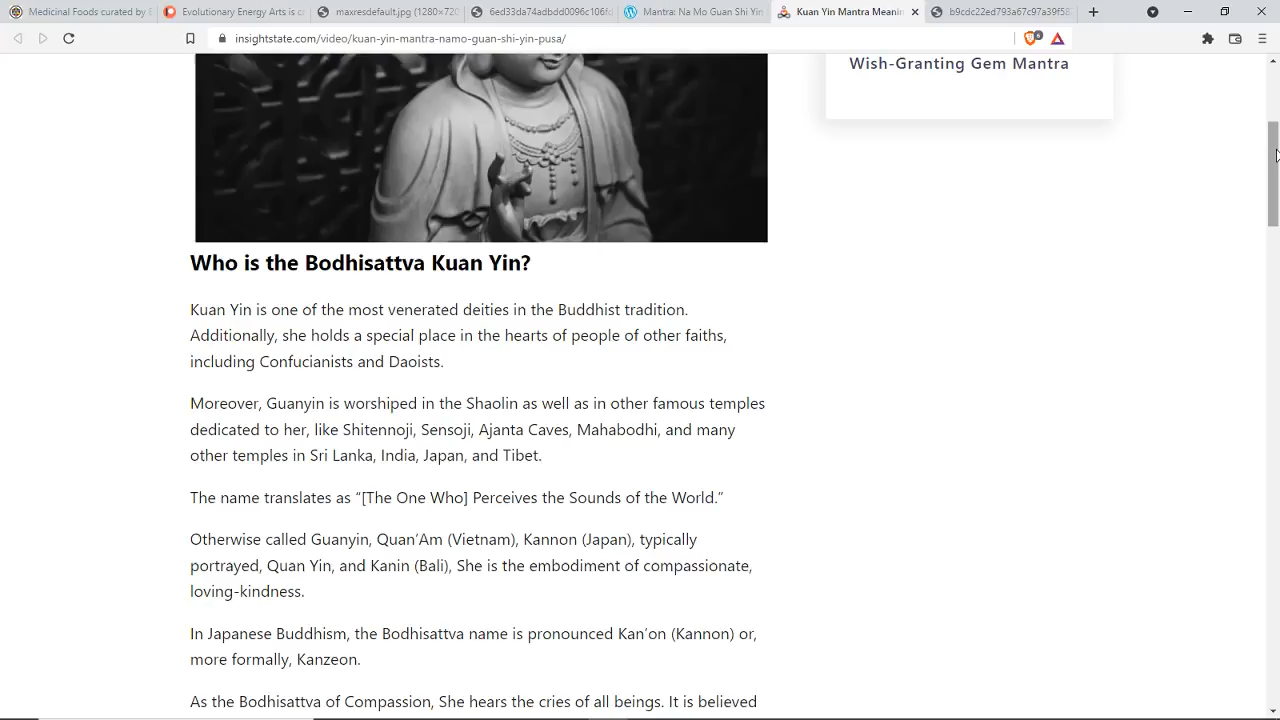 Medicinal Foods curated by E
Evolutionary Energy Arts is cr
maxresdefault.jpg (1280×720
6ed33da74adbdd0096c106fc
Mantra: Na Mo Guan Shi Yin
Kuan Yin Mantra Meanin
b9cdc22ed793a67c97a39f58
insightstate.com/video/kuan-yin-mantra-namo-guan-shi-yin-pusa/
Wish-Granting Gem Mantra
Who is the Bodhisattva Kuan Yin?
Kuan Yin is one of the most venerated deities in the Buddhist tradition.
Additionally, she holds a special place in the hearts of people of other faiths,
including Confucianists and Daoists.
Moreover, Guanyin is worshiped in the Shaolin as well as in other famous temples
dedicated to her, like Shitennoji, Sensoji, Ajanta Caves, Mahabodhi, and many
other temples in Sri Lanka, India, Japan, and Tibet.
The name translates as “[The One Who] Perceives the Sounds of the World.”
Otherwise called Guanyin, Quan’Am (Vietnam), Kannon (Japan), typically
portrayed, Quan Yin, and Kanin (Bali), She is the embodiment of compassionate,
loving-kindness.
In Japanese Buddhism, the Bodhisattva name is pronounced Kan’on (Kannon) or,
more formally, Kanzeon.
As the Bodhisattva of Compassion, She hears the cries of all beings. It is believed